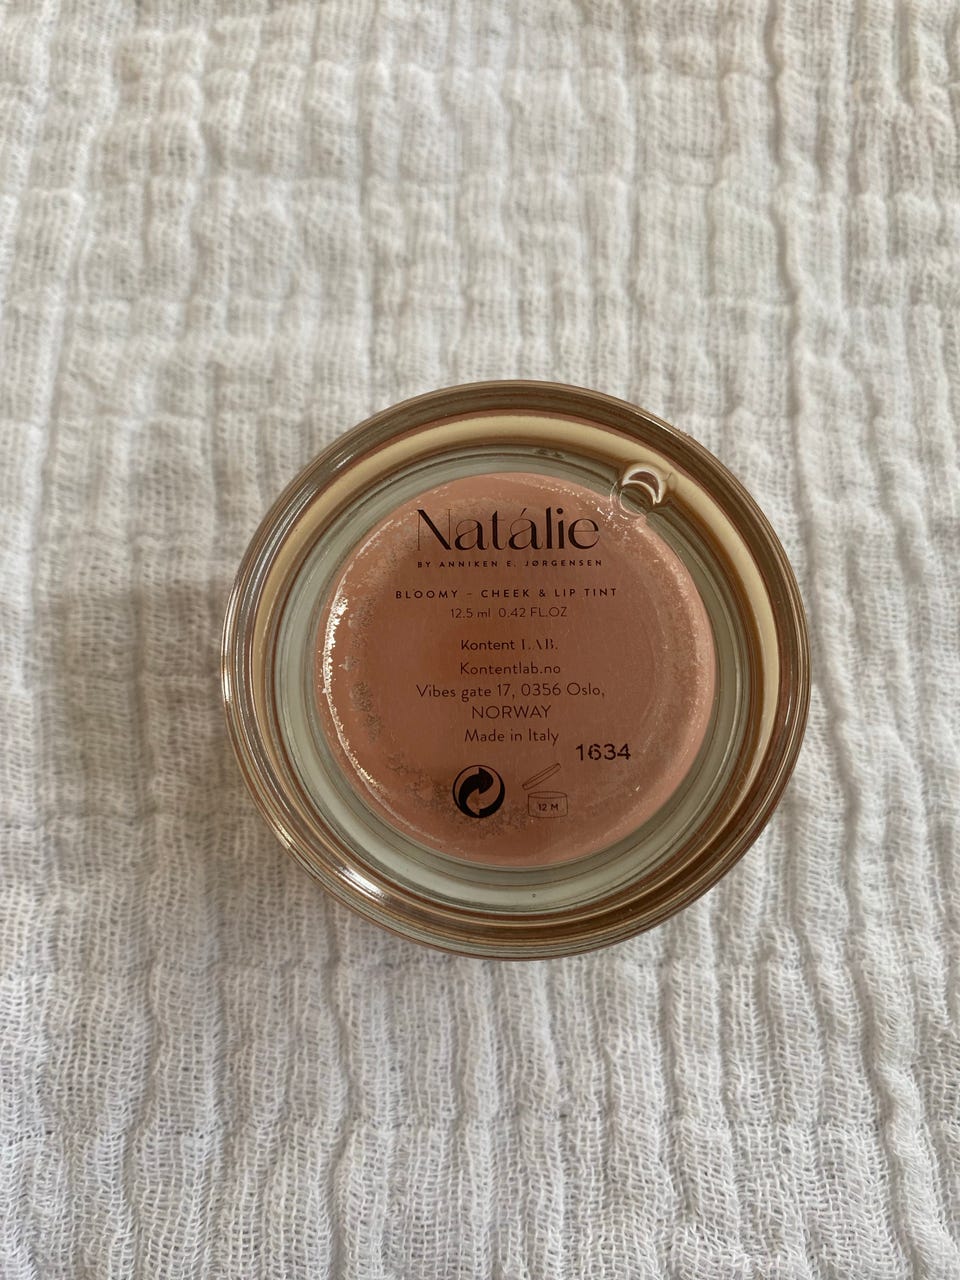 Natálie
BY ANNIKEN E. JØRGENSEN
BLOOMY – CHEEK & LIP TINT
12.5 ml 0.42 FL.OZ
Kontent LAB.
Kontentlab.no
Vibes gate 17, 0356 Oslo,
NORWAY
Made in Italy
1634
12 M